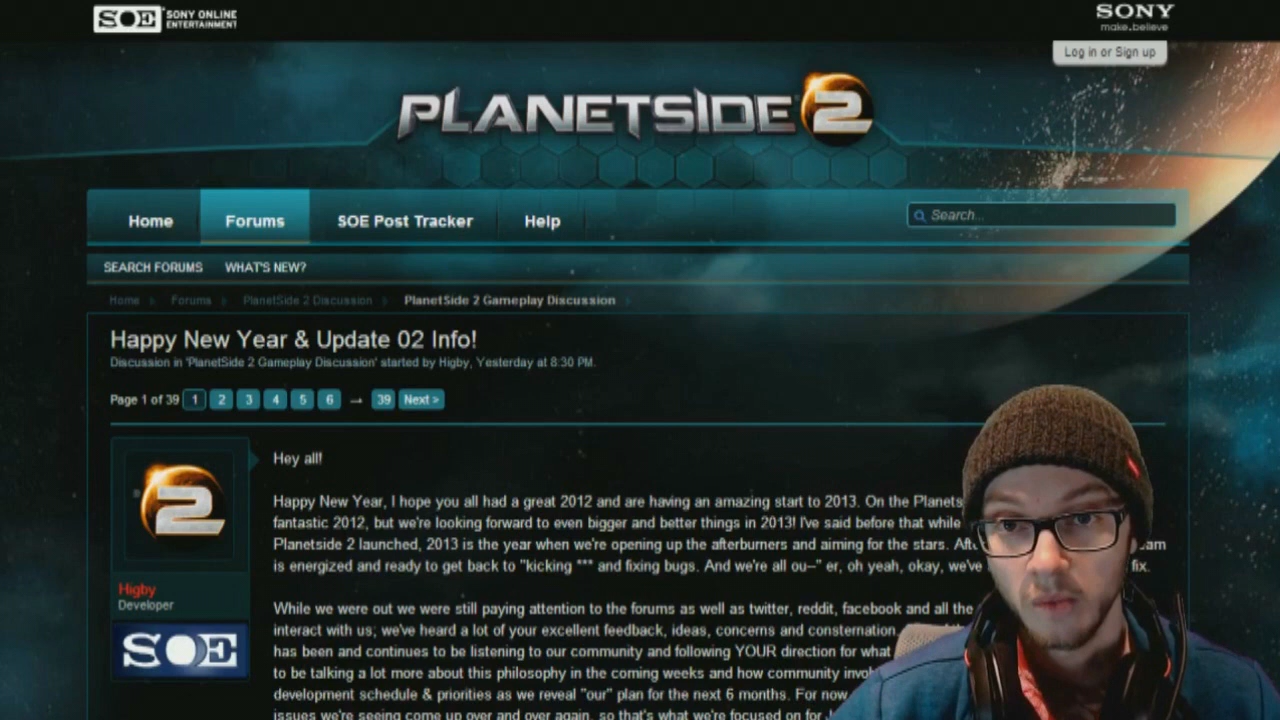 SOE SONY ONLINE ENTERTAINMENT
SONY
make.believe
Log in or Sign up
PLANETSIDE 2
Home Forums SOE Post Tracker Help
Search...
SEARCH FORUMS WHAT'S NEW?
Home Forums PlanetSide 2 Discussion PlanetSide 2 Gameplay Discussion
Happy New Year & Update 02 Info!
Discussion in 'PlanetSide 2 Gameplay Discussion' started by Higby, Yesterday at 8:30 PM.
Page 1 of 39 1 2 3 4 5 6 → 39 Next >
2
Higby
Developer
SOE
Hey all!
Happy New Year, I hope you all had a great 2012 and are having an amazing start to 2013. On the Planets
fantastic 2012, but we're looking forward to even bigger and better things in 2013! I've said before that while
Planetside 2 launched, 2013 is the year when we're opening up the afterburners and aiming for the stars. Afte eam
is energized and ready to get back to "kicking *** and fixing bugs. And we're all ou--" er, oh yeah, okay, we've fix.
While we were out we were still paying attention to the forums as well as twitter, reddit, facebook and all the
interact with us; we've heard a lot of your excellent feedback, ideas, concerns and consternation.
has been and continues to be listening to our community and following YOUR direction for what
to be talking a lot more about this philosophy in the coming weeks and how community invol
development schedule & priorities as we reveal "our" plan for the next 6 months. For now
issues we're seeing come up over and over again, so that's what we're focused on for